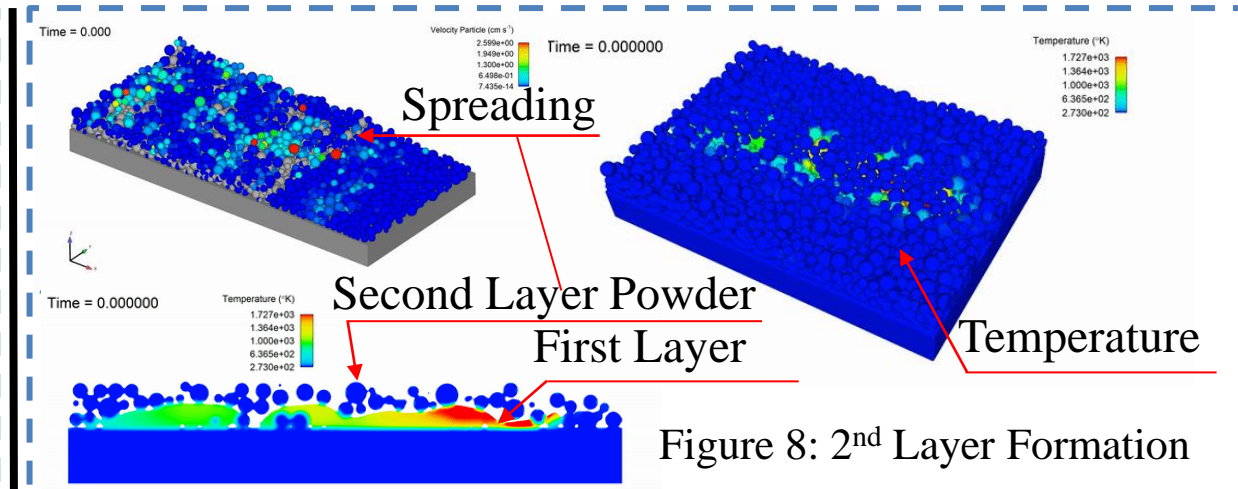 Time = 0.000
Velocity Particle (cm s⁻¹)
2.599e+00
1.949e+00
1.300e+00
6.498e-01
7.435e-14
Spreading
Time = 0.000000
Temperature (°K)
1.727e+03
1.364e+03
1.000e+03
6.365e+02
2.730e+02
Temperature
Time = 0.000000
Temperature (°K)
1.727e+03
1.364e+03
1.000e+03
6.365e+02
2.730e+02
Second Layer Powder
First Layer
Figure 8: 2nd Layer Formation